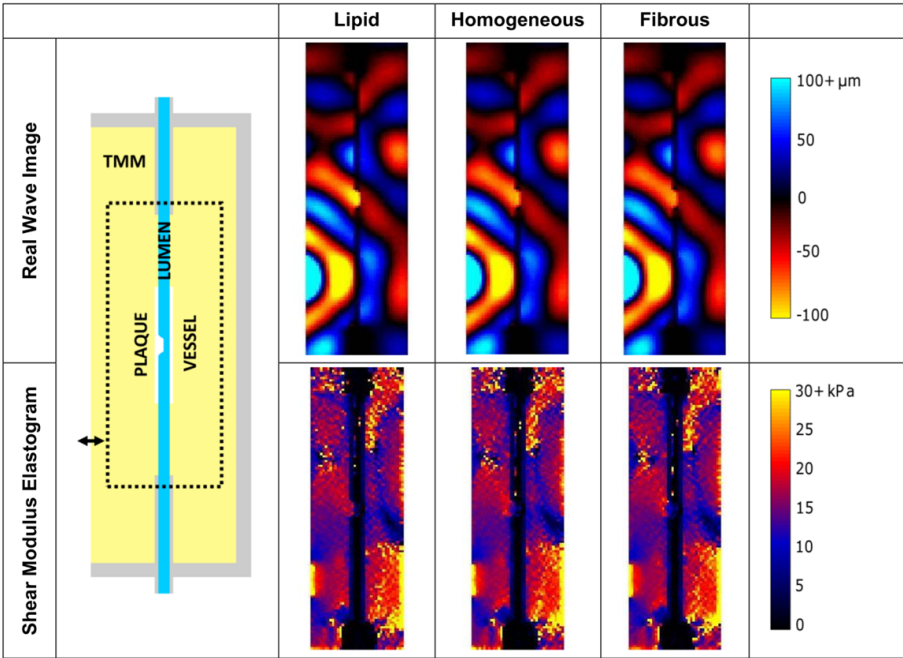 Lipid
Homogeneous
Fibrous
Real Wave Image
TMM
LUMEN
PLAQUE
VESSEL
100+ µm
50
0
-50
-100
Shear Modulus Elastogram
30+ kPa
25
20
15
10
5
0